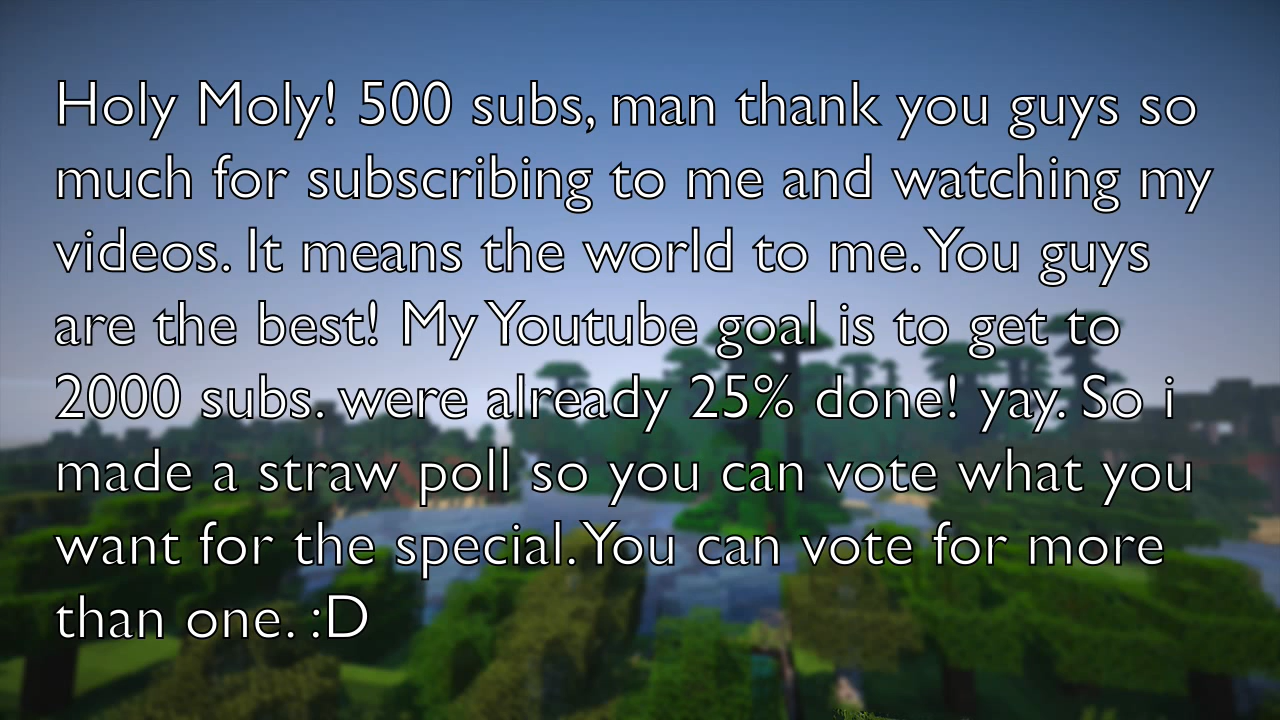 Holy Moly! 500 subs, man thank you guys so
much for subscribing to me and watching my
videos. It means the world to me. You guys
are the best! My Youtube goal is to get to
2000 subs. were already 25% done! yay. So i
made a straw poll so you can vote what you
want for the special. You can vote for more
than one. :D